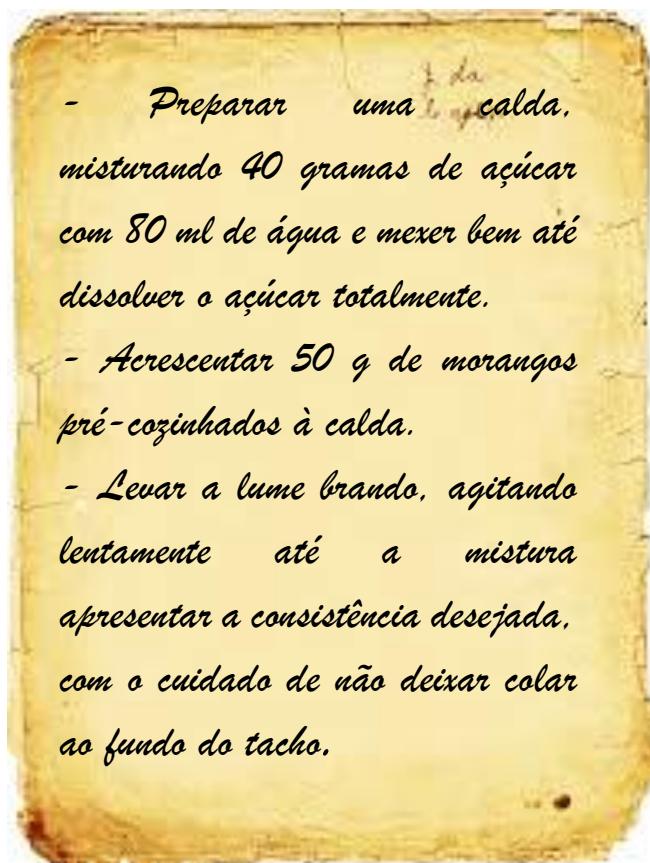 - Preparar uma calda,
misturando 40 gramas de açúcar
com 80 ml de água e mexer bem até
dissolver o açúcar totalmente.
- Acrescentar 50 g de morangos
pré-cozinhados à calda.
- Levar a lume brando, agitando
lentamente até a mistura
apresentar a consistência desejada,
com o cuidado de não deixar colar
ao fundo do tacho.